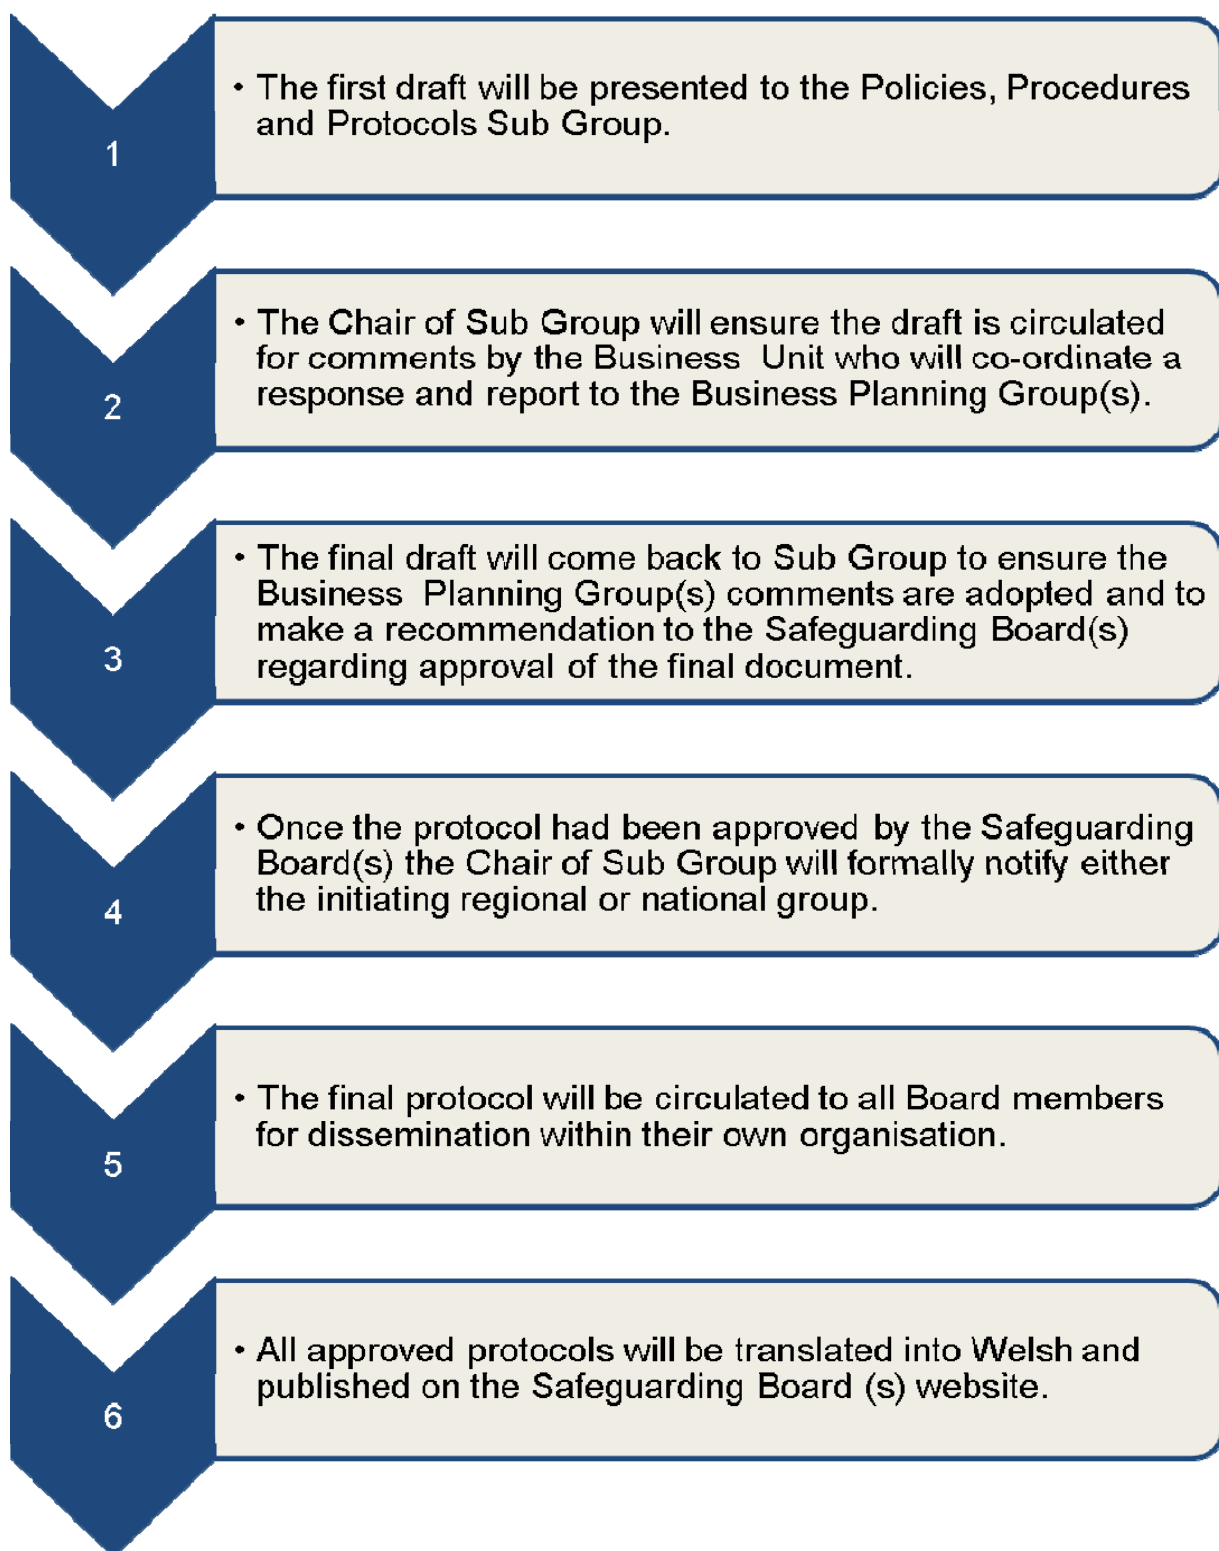 1
• The first draft will be presented to the Policies, Procedures
and Protocols Sub Group.
2
• The Chair of Sub Group will ensure the draft is circulated
for comments by the Business  Unit who will co-ordinate a
response and report to the Business Planning Group(s).
3
• The final draft will come back to Sub Group to ensure the
Business  Planning Group(s) comments are adopted and to
make a recommendation to the Safeguarding Board(s)
regarding approval of the final document.
4
• Once the protocol had been approved by the Safeguarding
Board(s) the Chair of Sub Group will formally notify either
the initiating regional or national group.
5
• The final protocol will be circulated to all Board members
for dissemination within their own organisation.
6
• All approved protocols will be translated into Welsh and
published on the Safeguarding Board (s) website.